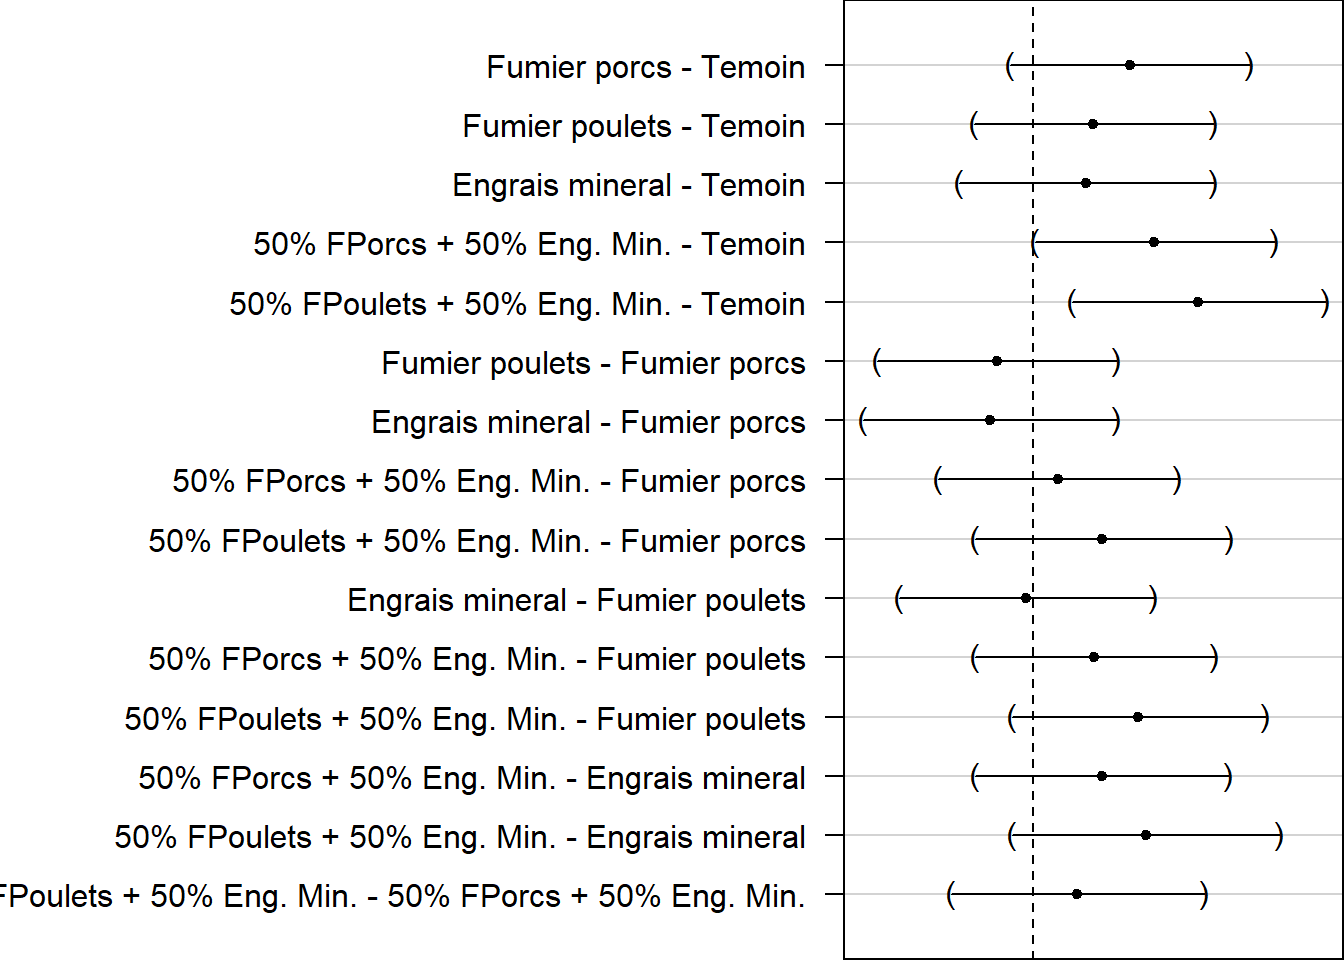 Fumier porcs - Temoin
Fumier poulets - Temoin
Engrais mineral - Temoin
50% FPorcs + 50% Eng. Min. - Temoin
50% FPoulets + 50% Eng. Min. - Temoin
Fumier poulets - Fumier porcs
Engrais mineral - Fumier porcs
50% FPorcs + 50% Eng. Min. - Fumier porcs
50% FPoulets + 50% Eng. Min. - Fumier porcs
Engrais mineral - Fumier poulets
50% FPorcs + 50% Eng. Min. - Fumier poulets
50% FPoulets + 50% Eng. Min. - Fumier poulets
50% FPorcs + 50% Eng. Min. - Engrais mineral
50% FPoulets + 50% Eng. Min. - Engrais mineral
FPoulets + 50% Eng. Min. - 50% FPorcs + 50% Eng. Min.